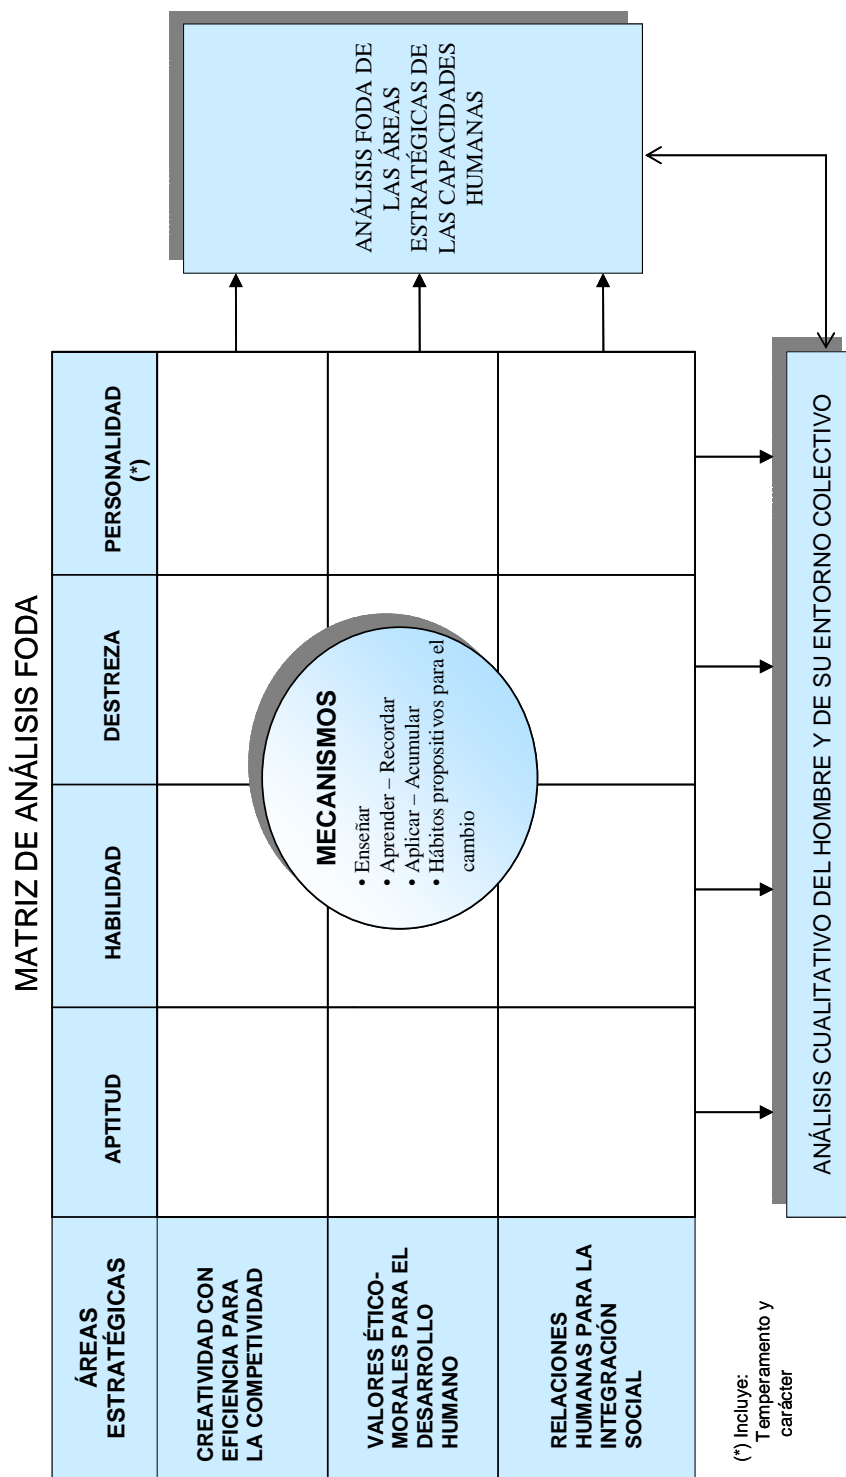 MATRIZ DE ANÁLISIS FODA
ÁREAS
ESTRATÉGICAS
APTITUD
HABILIDAD
DESTREZA
PERSONALIDAD
(*)
CREATIVIDAD CON
EFICIENCIA PARA
LA COMPETIVIDAD
VALORES ÉTICO-
MORALES PARA EL
DESARROLLO
HUMANO
RELACIONES
HUMANAS PARA LA
INTEGRACIÓN
SOCIAL
MECANISMOS
• Enseñar
• Aprender – Recordar
• Aplicar – Acumular
• Hábitos propositivos para el
cambio
ANÁLISIS FODA DE
LAS ÁREAS
ESTRATÉGICAS DE
LAS CAPACIDADES
HUMANAS
(*) Incluye:
Temperamento y
carácter
ANÁLISIS CUALITATIVO DEL HOMBRE Y DE SU ENTORNO COLECTIVO